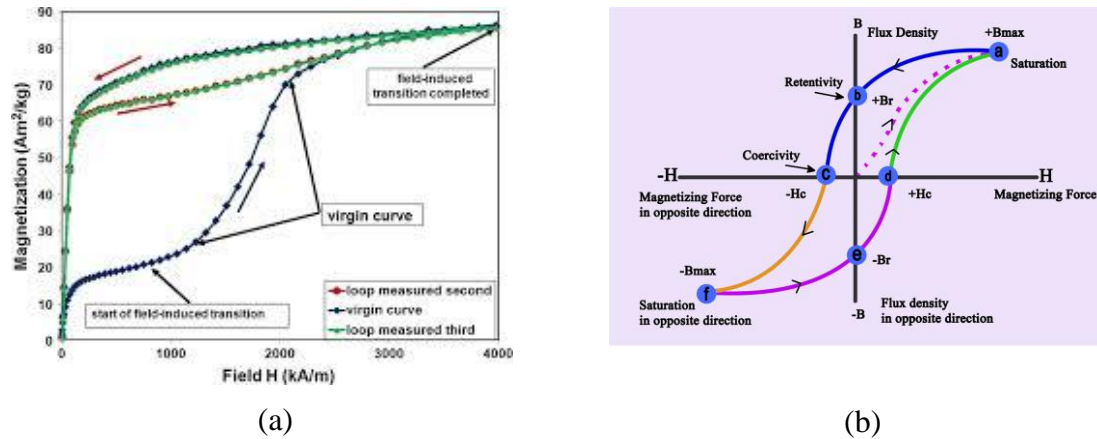 90
80
70
60
50
40
30
20
10
0
Magnetization (Am²/kg)
field-induced
transition completed
virgin curve
start of field-induced transition
loop measured second
virgin curve
loop measured third
0
1000
2000
3000
4000
Field H (kA/m)
(a)
B
Flux Density
+Bmax
a
Saturation
Retentivity
b
+Br
Coercivity
-H
C
d
H
Magnetizing Force
in opposite direction
-Hc
+Hc
Magnetizing Force
e
-Br
-Bmax
f
Saturation
in opposite direction
-B
Flux density
in opposite direction
(b)